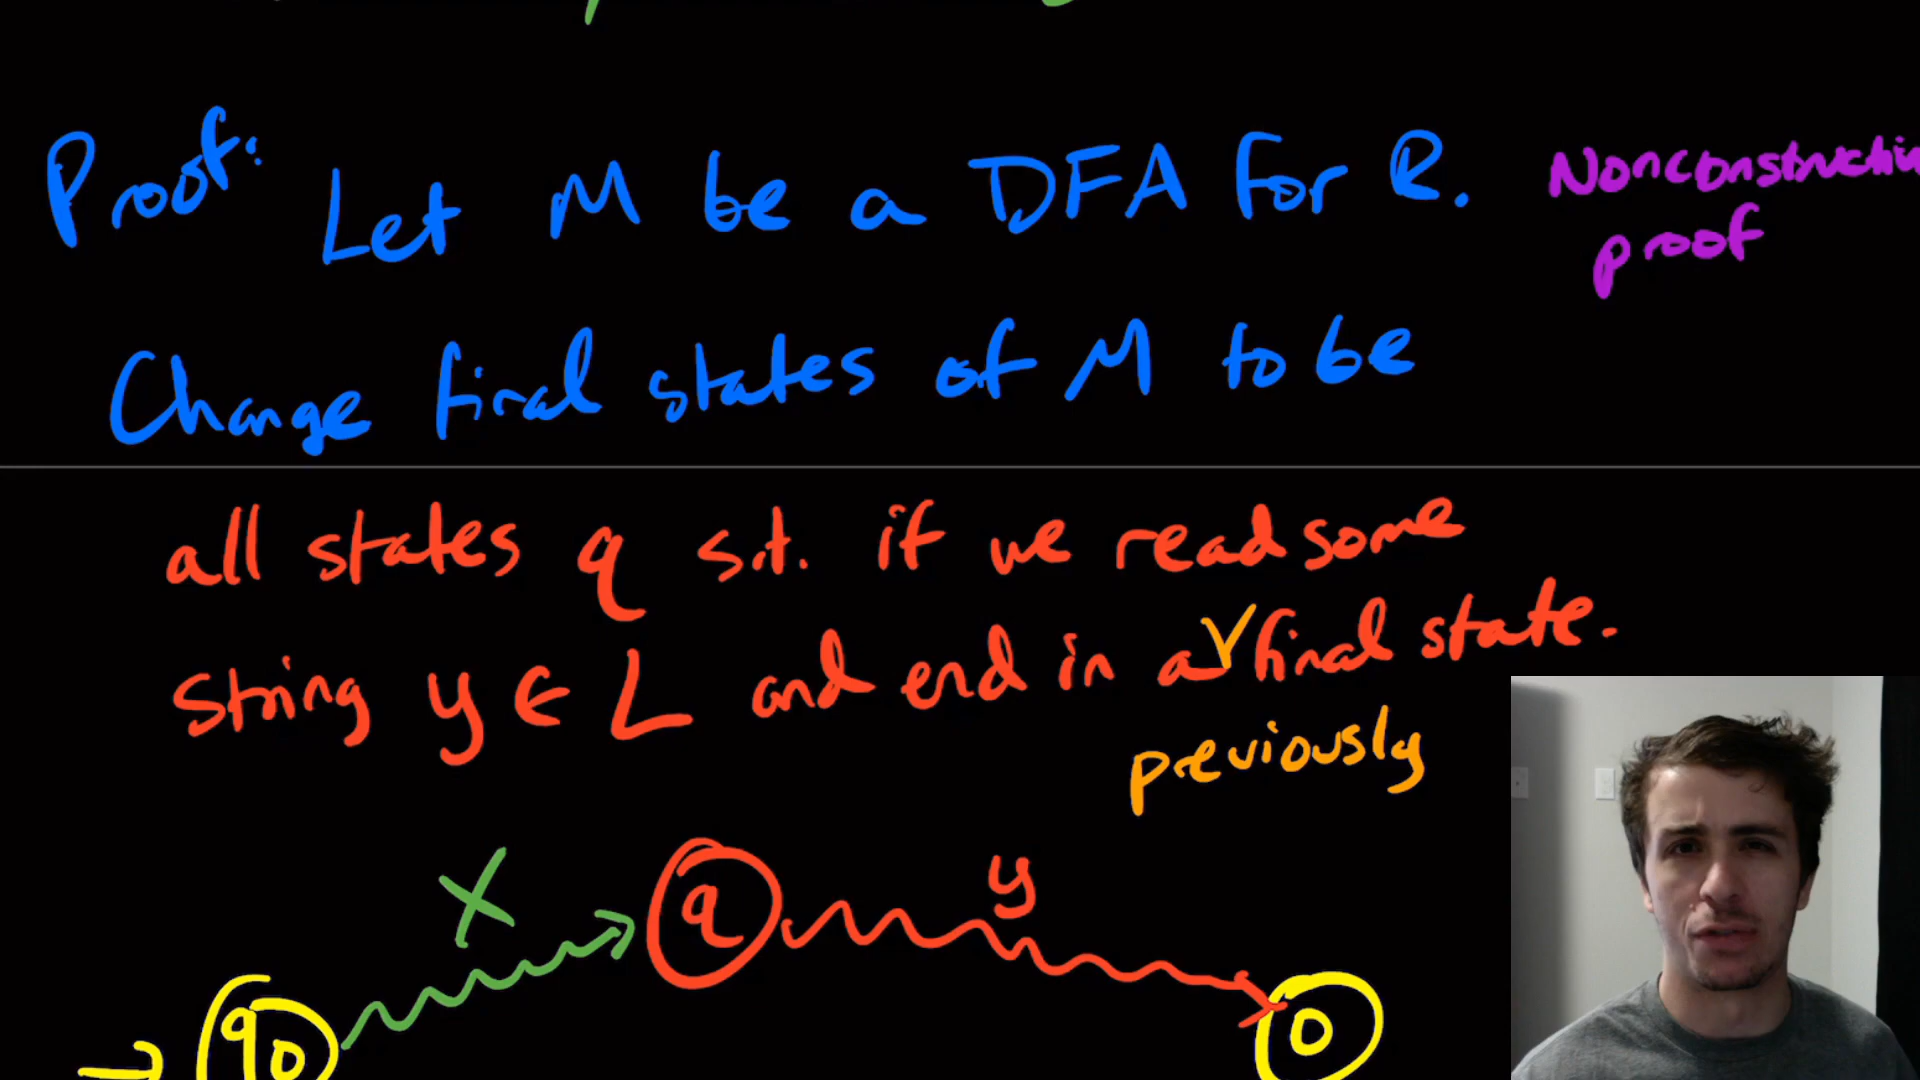 Proof: Let M be a DFA for R.
Nonconstructiv
proof
Change final states of M to be
all states q s.t. if we read some
string y ∈ L and end in a ∨ final state.
previously
X
q
y
q0